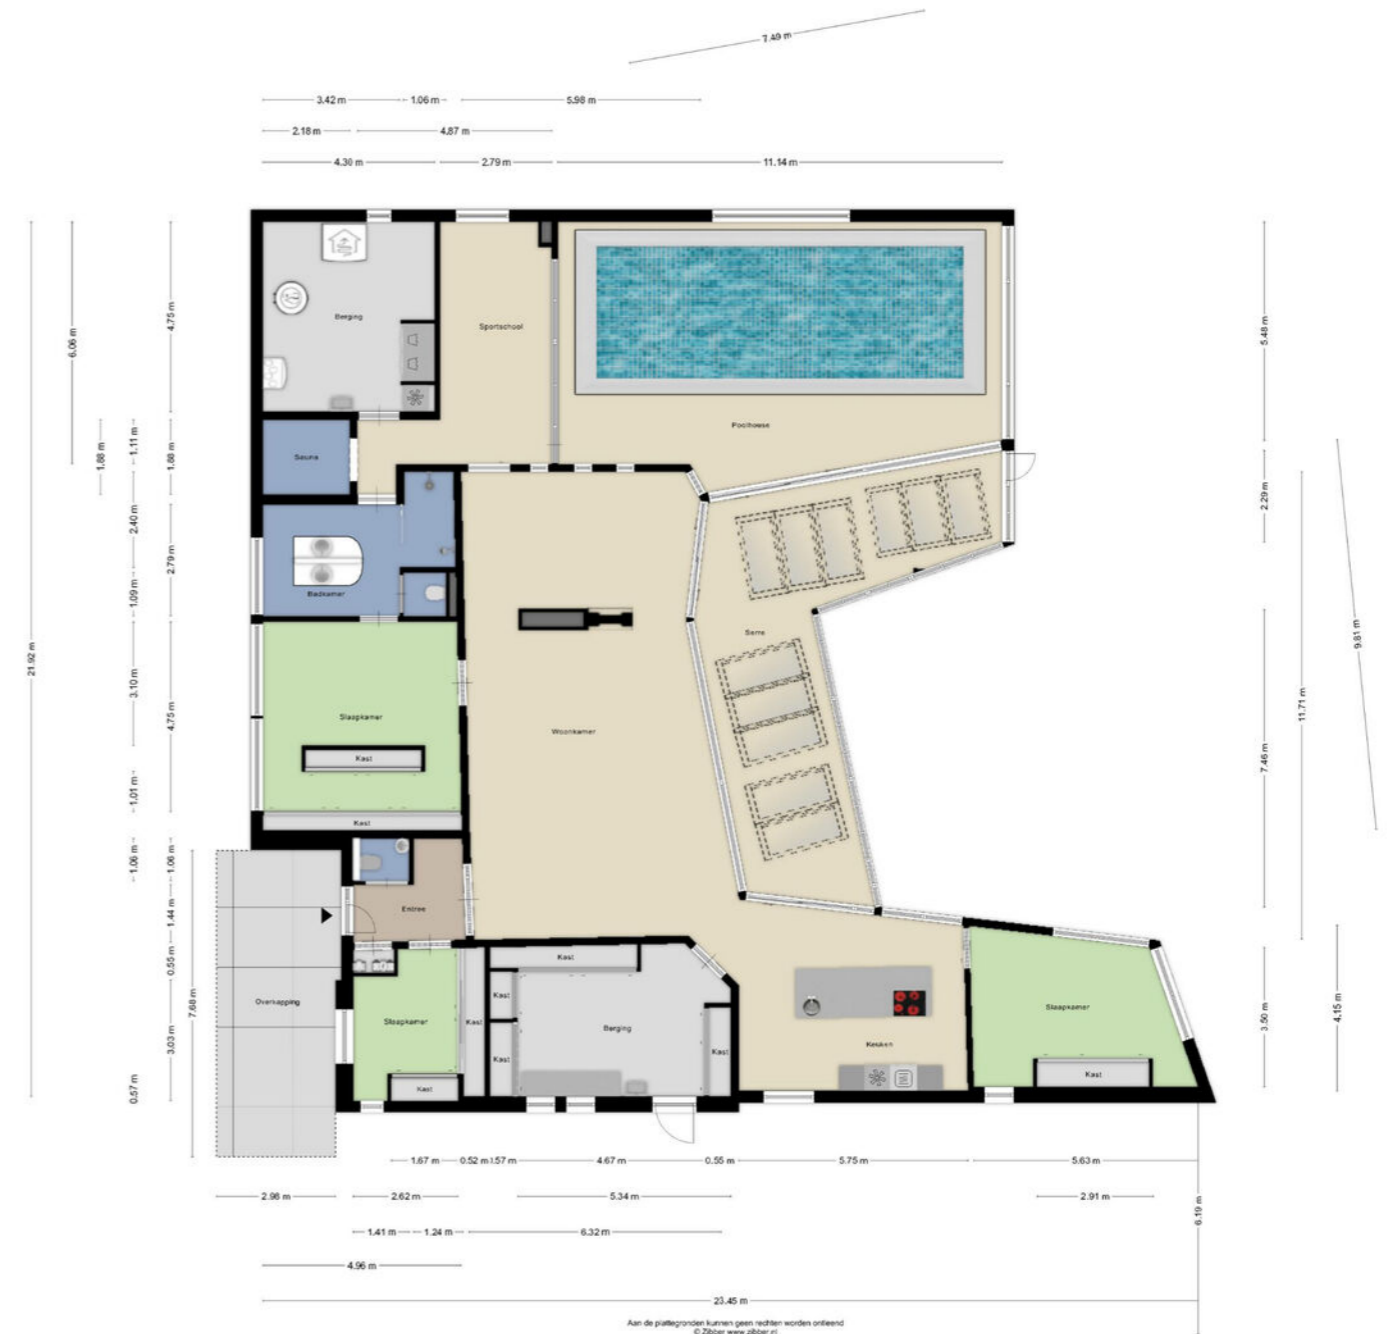 7.49 m
3.42 m 1.06 m 5.98 m
2.18 m 4.87 m
4.30 m 2.79 m 11.14 m
21.92 m
6.06 m
1.88 m
1.11 m
2.40 m
1.09 m
3.10 m
1.01 m
1.06 m
0.57 m
4.75 m
1.88 m
2.79 m
4.75 m
1.06 m
1.44 m
0.55 m
3.03 m
7.68 m
Berging
Sportschool
Poolhouse
Sauna
Badkamer
Serre
Slaapkamer
Woonkamer
Kast
Kast
Entree
Overkapping
Slaapkamer
Kast
Kast
Kast
Kast
Kast
Berging
Kast
Keuken
Slaapkamer
Kast
5.48 m
2.29 m
7.46 m
3.50 m
11.71 m
4.15 m
9.81 m
6.19 m
1.67 m 0.52 m 1.57 m 4.67 m 0.55 m 5.75 m 5.63 m
2.98 m 2.62 m 5.34 m 2.91 m
1.41 m 1.24 m 6.32 m
4.96 m
23.45 m
Aan de plattegronden kunnen geen rechten worden ontleend
© Zibber www.zibber.nl